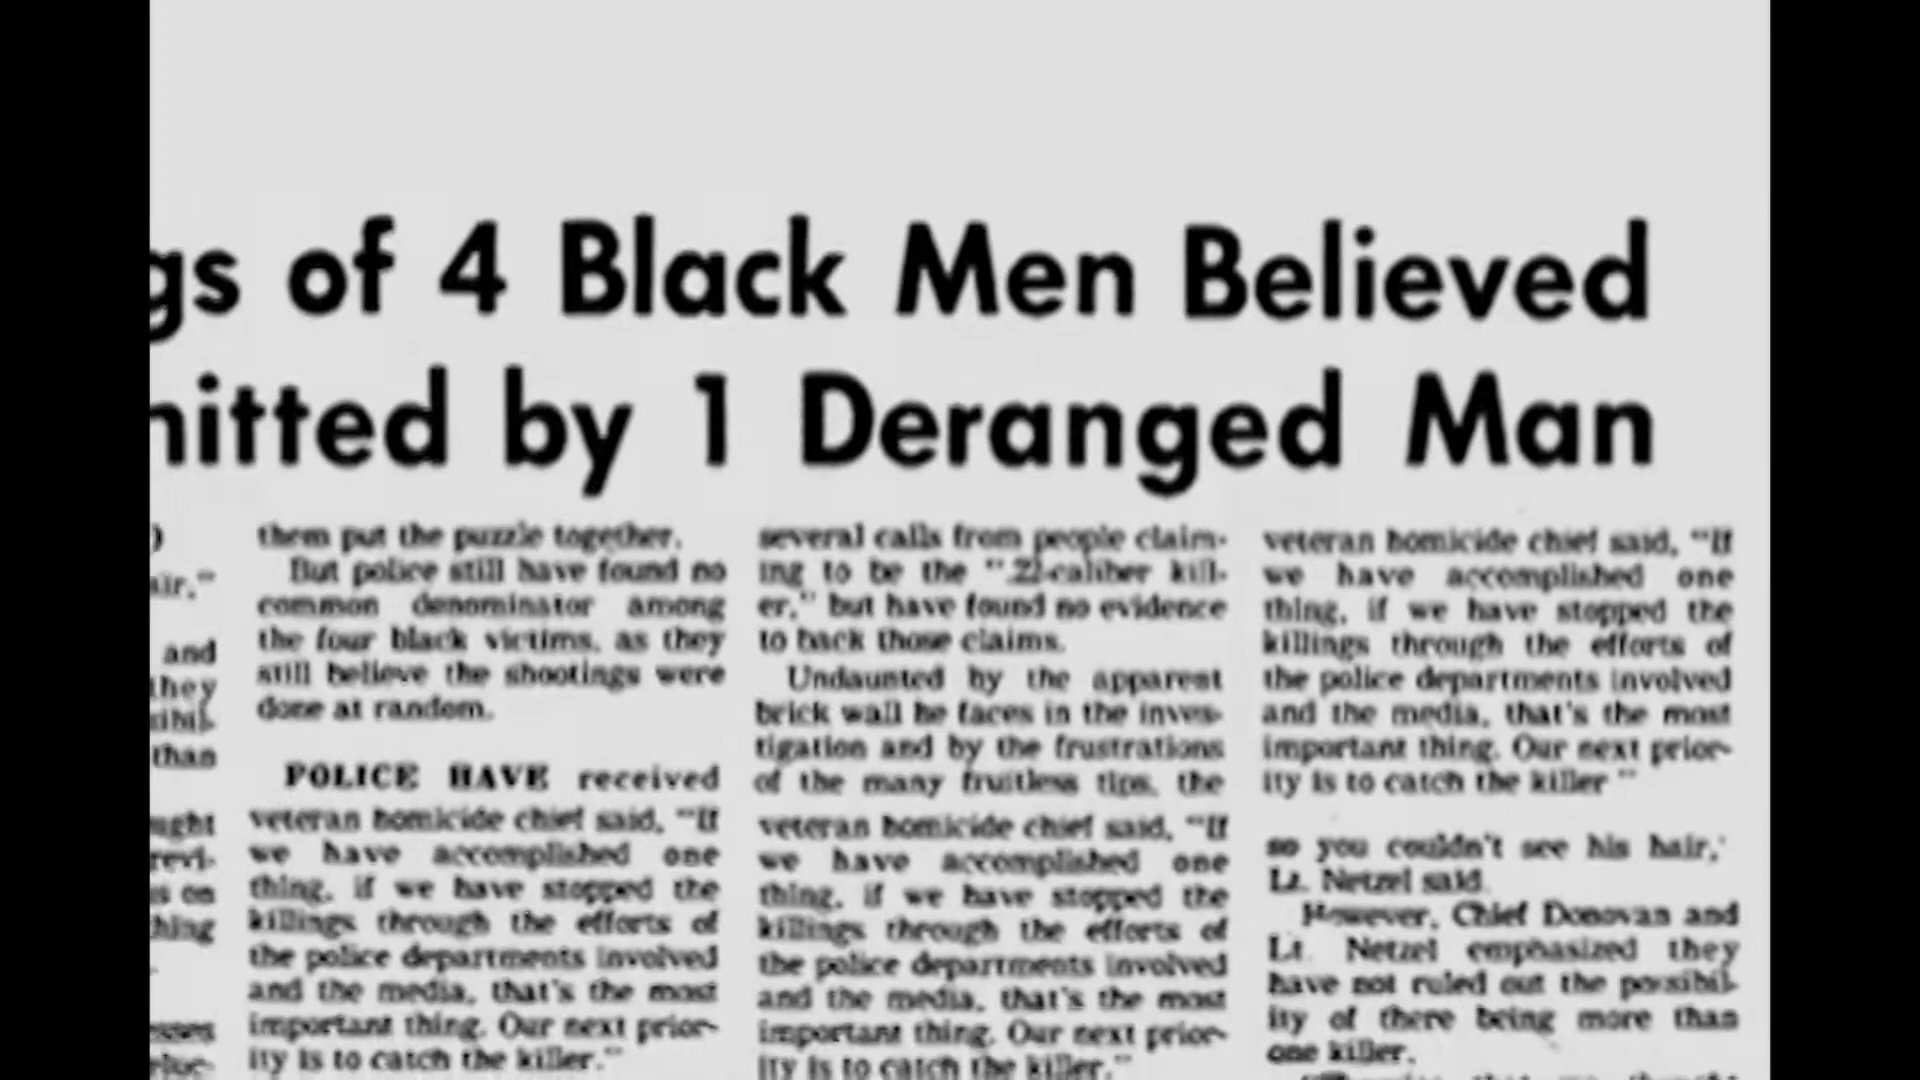 gs of 4 Black Men Believed
mitted by 1 Deranged Man
)
air,"
and
they
sibil-
than
ught
revi-
s on
thing
esses
them put the puzzle together.
But police still have found no
common denominator among
the four black victims, as they
still believe the shootings were
done at random.
POLICE HAVE received
veteran homicide chief said, "If
we have accomplished one
thing, if we have stopped the
killings through the efforts of
the police departments involved
and the media, that's the most
important thing. Our next prior-
ity is to catch the killer."
several calls from people claim-
ing to be the ".22-caliber kill-
er," but have found no evidence
to back those claims.
Undaunted by the apparent
brick wall he faces in the inves-
tigation and by the frustrations
of the many fruitless tips, the
veteran homicide chief said, "If
we have accomplished one
thing, if we have stopped the
killings through the efforts of
the police departments involved
and the media, that's the most
important thing. Our next prior-
ity is to catch the killer."
veteran homicide chief said, "If
we have accomplished one
thing, if we have stopped the
killings through the efforts of
the police departments involved
and the media, that's the most
important thing. Our next prior-
ity is to catch the killer "
so you couldn't see his hair,'
Lt. Netzel said.
However, Chief Donovan and
Lt. Netzel emphasized they
have not ruled out the possibil-
ity of there being more than
one killer.